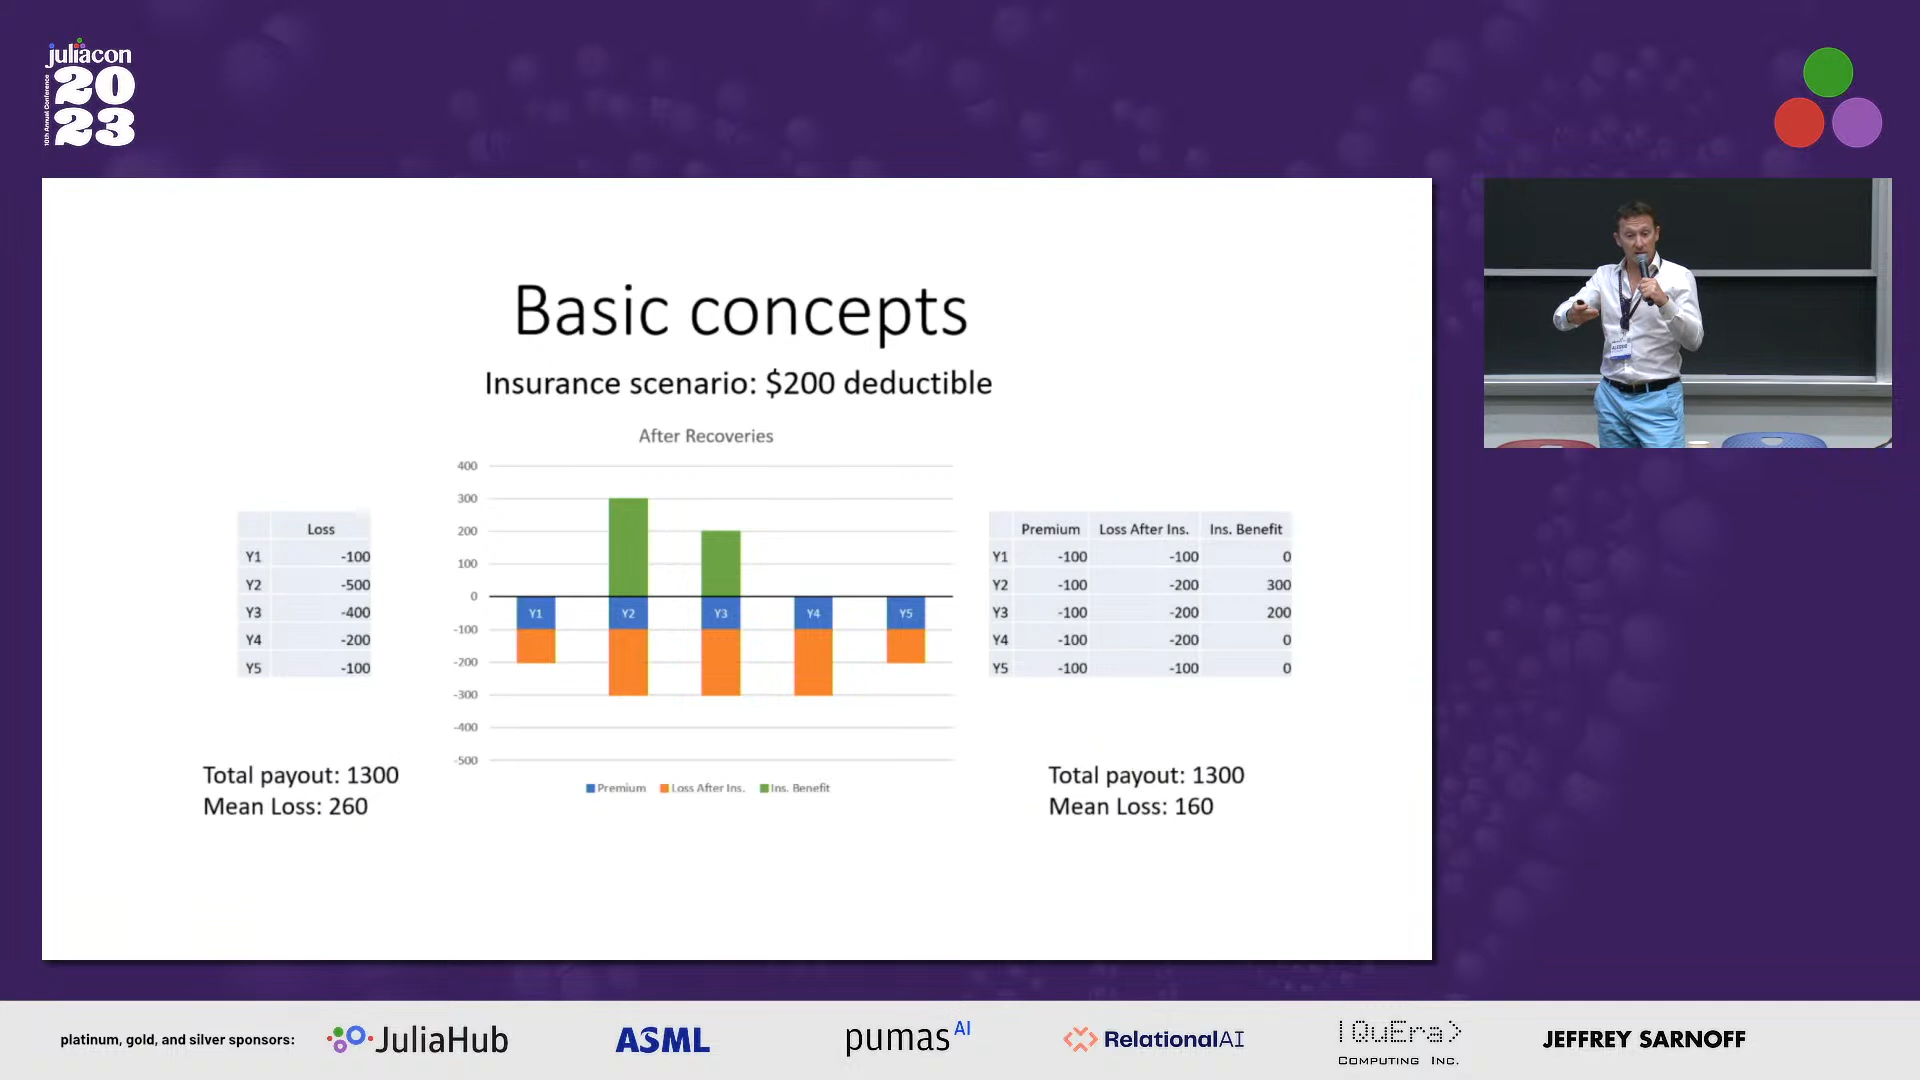 juliacon
10th Annual Conference
20
23
Basic concepts
Insurance scenario: $200 deductible
After Recoveries
400
300
200
100
0
-100
-200
-300
-400
-500
Y1 Y2 Y3 Y4 Y5
Premium Loss After Ins. Ins. Benefit
Loss
Y1 -100
Y2 -500
Y3 -400
Y4 -200
Y5 -100
Total payout: 1300
Mean Loss: 260
Premium Loss After Ins. Ins. Benefit
Y1 -100 -100 0
Y2 -100 -200 300
Y3 -100 -200 200
Y4 -100 -200 0
Y5 -100 -100 0
Total payout: 1300
Mean Loss: 160
platinum, gold, and silver sponsors:
JuliaHub
ASML
pumasAI
RelationalAI
|QuEra>
COMPUTING INC.
JEFFREY SARNOFF